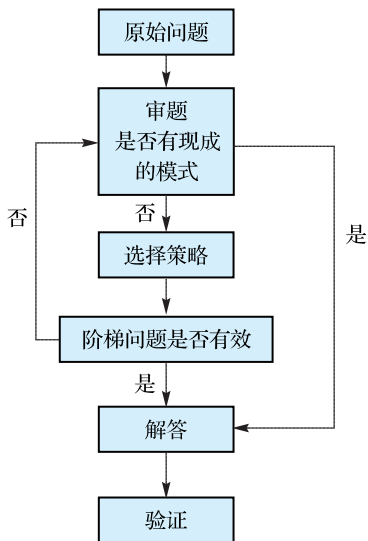 原始问题
审题
是否有现成
的模式
否
否
是
选择策略
阶梯问题是否有效
是
解答
验证